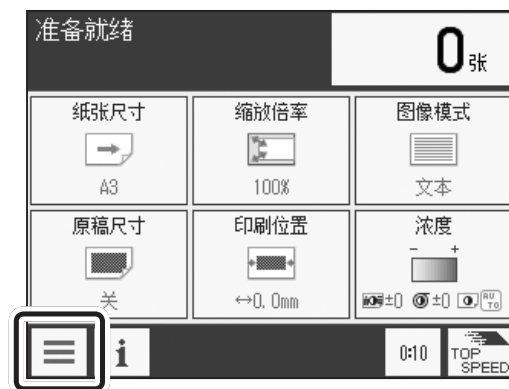 准备就绪
0张
纸张尺寸
缩放倍率
图像模式
A3
100%
文本
原稿尺寸
印刷位置
浓度
- +
关
↔0.0mm
±0 ±0 AUTO
i
0:10
TOP
SPEED